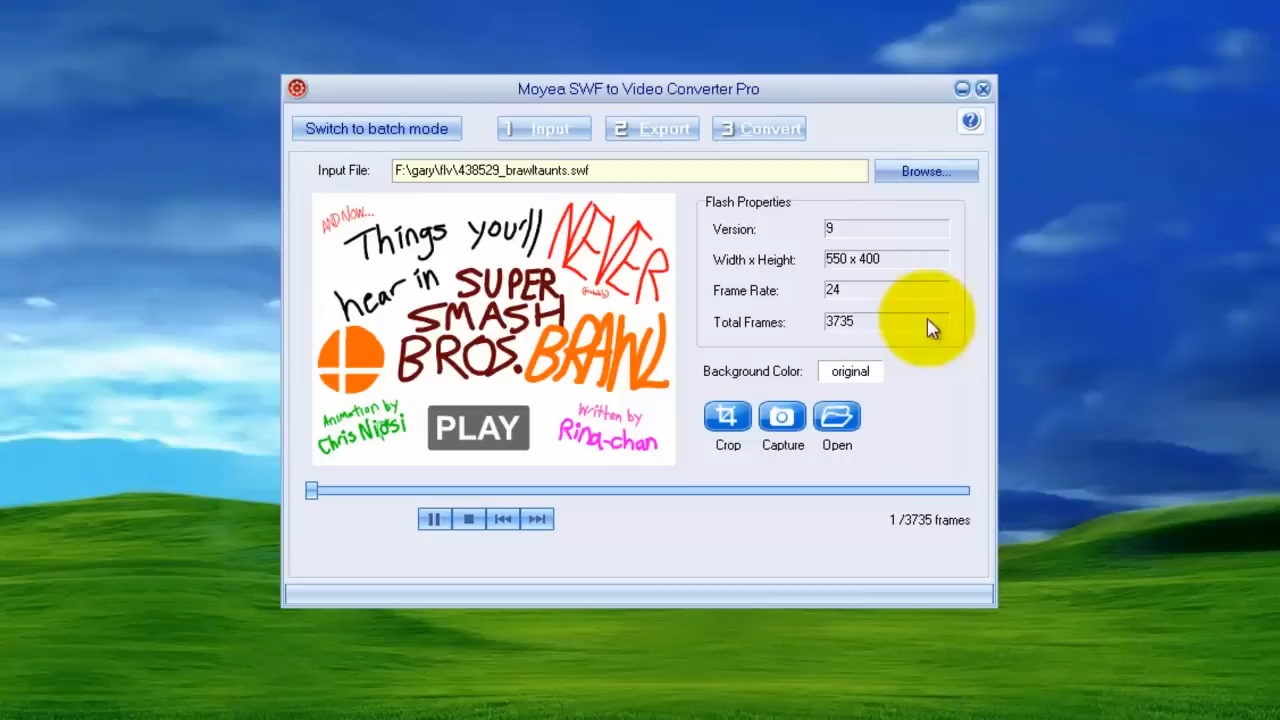 Moyea SWF to Video Converter Pro
Switch to batch mode
1 Input
2 Export
3 Convert
?
Input File:
F:\gary\flv\438529_brawltaunts.swf
Browse...
AND NOW...
Things you'll NEVER
hear in SUPER
SMASH
BROS. BRAWL
Animation by
Chris Niosi
PLAY
Written by
Rina-chan
Flash Properties
Version: 9
Width x Height: 550 x 400
Frame Rate: 24
Total Frames: 3735
Background Color: original
Crop
Capture
Open
1 /3735 frames